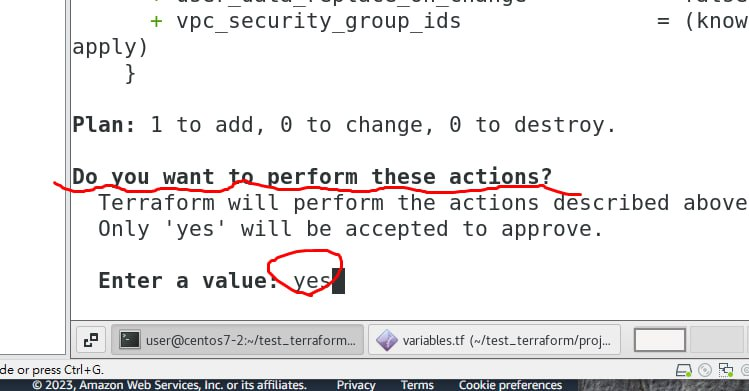 + vpc_security_group_ids = (know
apply)
}
Plan: 1 to add, 0 to change, 0 to destroy.
Do you want to perform these actions?
Terraform will perform the actions described above
Only 'yes' will be accepted to approve.
Enter a value: yes
user@centos7-2:~/test_terraform...
variables.tf (~/test_terraform/proj...
de or press Ctrl+G.
© 2023, Amazon Web Services, Inc. or its affiliates. Privacy Terms Cookie preferences